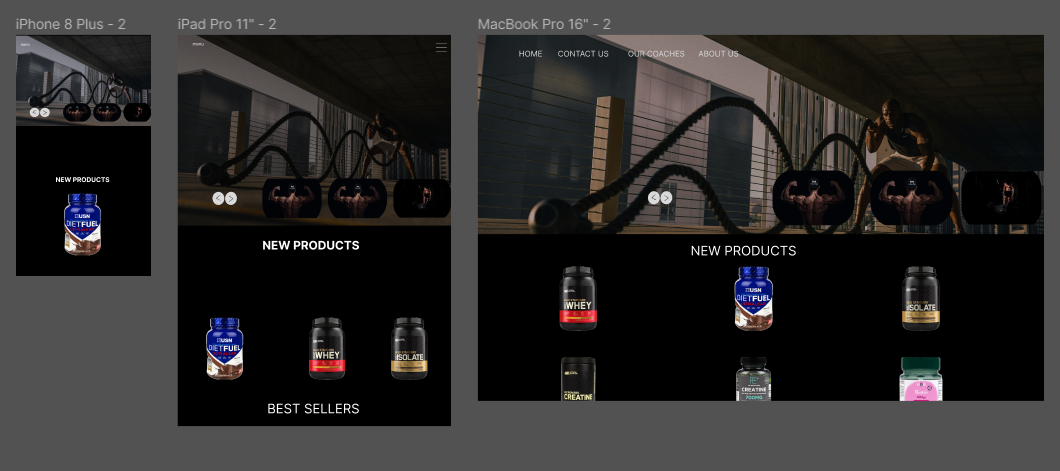 iPhone 8 Plus - 2
iPad Pro 11" - 2
MacBook Pro 16" - 2
menu
HOME CONTACT US OUR COACHES ABOUT US
NEW PRODUCTS
USN
DIETFUEL
NEW PRODUCTS
USN
DIETFUEL
WHEY
ISOLATE
BEST SELLERS
NEW PRODUCTS
WHEY
USN
DIETFUEL
ISOLATE
CREATINE
CREATINE
700MG